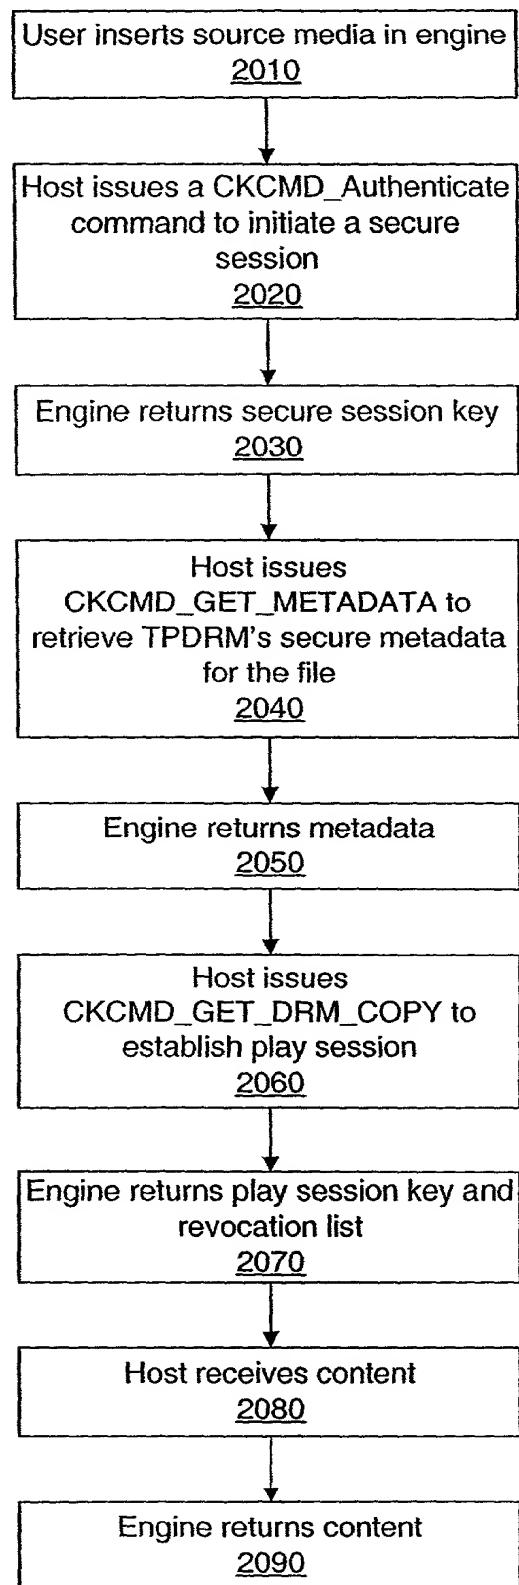 User inserts source media in engine
2010
Host issues a CKCMD_Authenticate
command to initiate a secure
session
2020
Engine returns secure session key
2030
Host issues
CKCMD_GET_METADATA to
retrieve TPDRM's secure metadata
for the file
2040
Engine returns metadata
2050
Host issues
CKCMD_GET_DRM_COPY to
establish play session
2060
Engine returns play session key and
revocation list
2070
Host receives content
2080
Engine returns content
2090